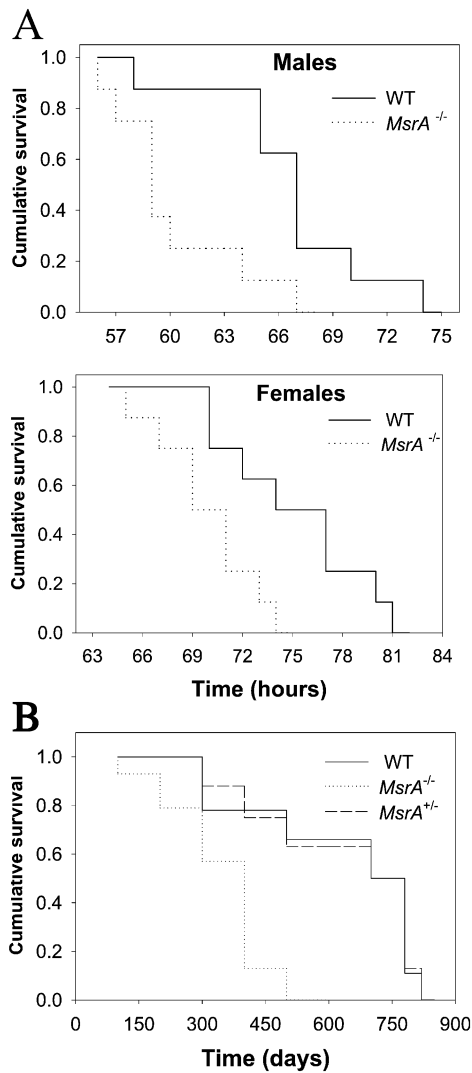 A
Males
WT
MsrA -/-
Cumulative survival
1.0
0.8
0.6
0.4
0.2
0.0
57 60 63 66 69 72 75
Females
WT
MsrA -/-
Cumulative survival
1.0
0.8
0.6
0.4
0.2
0.0
63 66 69 72 75 78 81 84
Time (hours)
B
WT
MsrA-/-
MsrA+/-
Cumulative survival
1.0
0.8
0.6
0.4
0.2
0.0
0 150 300 450 600 750 900
Time (days)